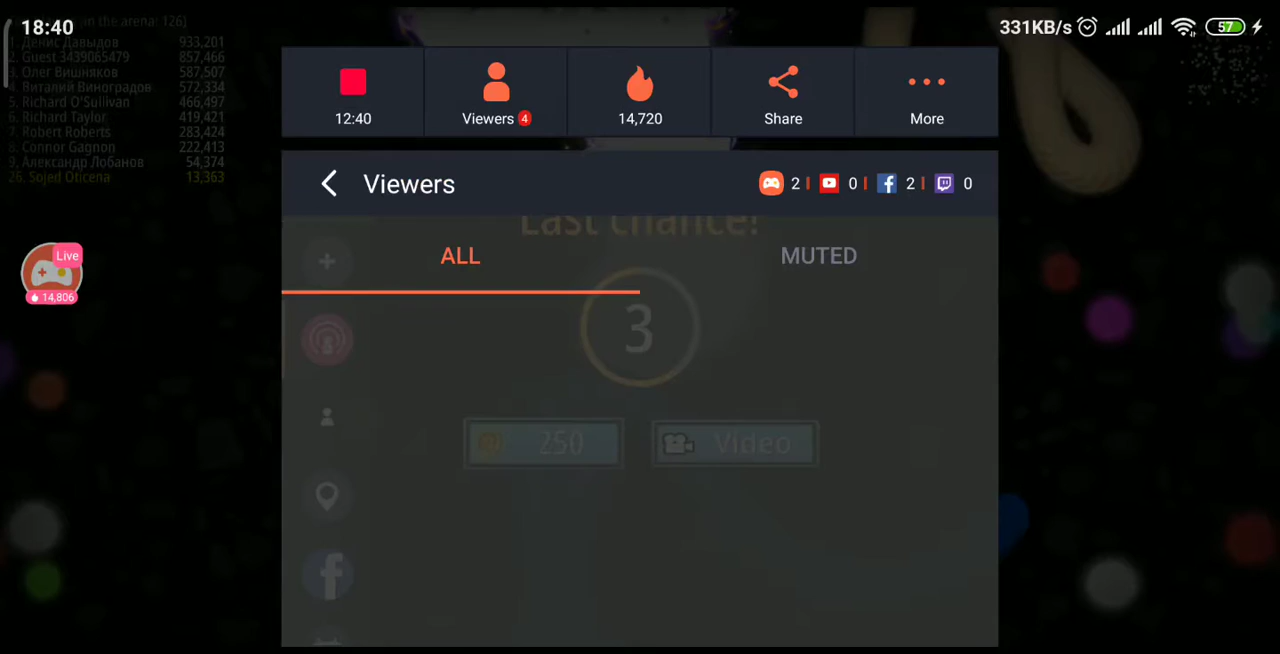 18:40
331KB/s
57
in the arena: 126]
1. Денис Давыдов 933,201
2. Guest 3439065479 857,466
3. Олег Вишняков 587,507
4. Виталий Виноградов 572,334
5. Richard O'Sullivan 466,497
6. Richard Taylor 419,421
7. Robert Roberts 283,424
8. Connor Gagnon 222,413
9. Александр Лобанов 54,374
26. Sojed Oticena 13,363
12:40
Viewers 4
14,720
Share
More
Viewers
2 0 2 0
Last chance!
ALL
MUTED
Live
14,806
3
250
Video